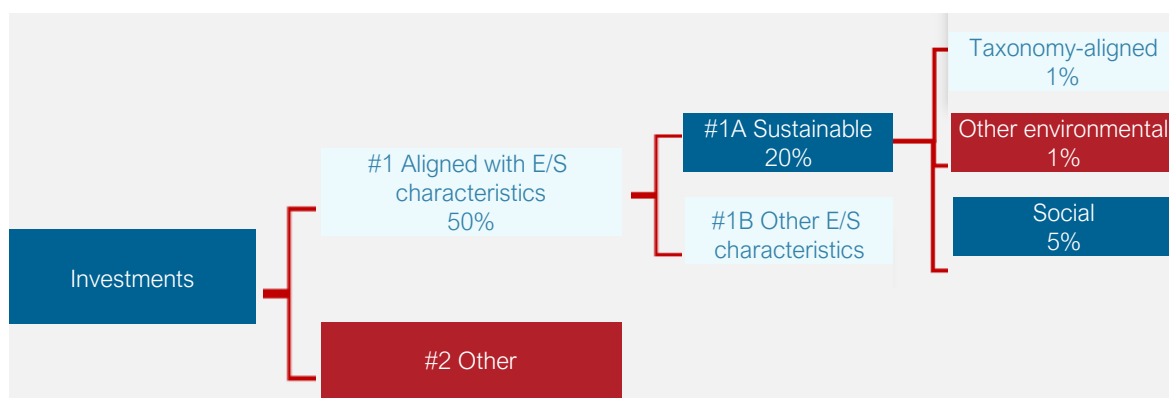 Investments
#1 Aligned with E/S
characteristics
50%
#2 Other
#1A Sustainable
20%
#1B Other E/S
characteristics
Taxonomy-aligned
1%
Other environmental
1%
Social
5%